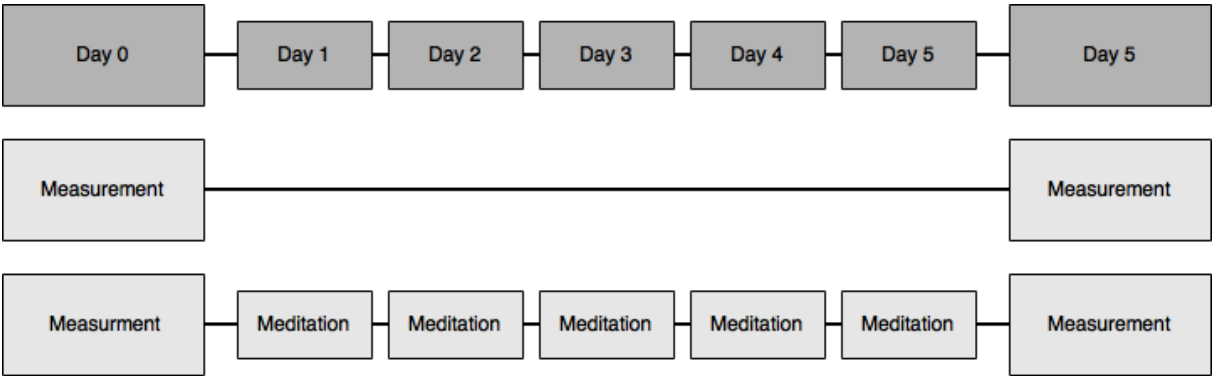 Day 0 Day 1 Day 2 Day 3 Day 4 Day 5 Day 5
Measurement Measurement
Measurment Meditation Meditation Meditation Meditation Meditation Measurement